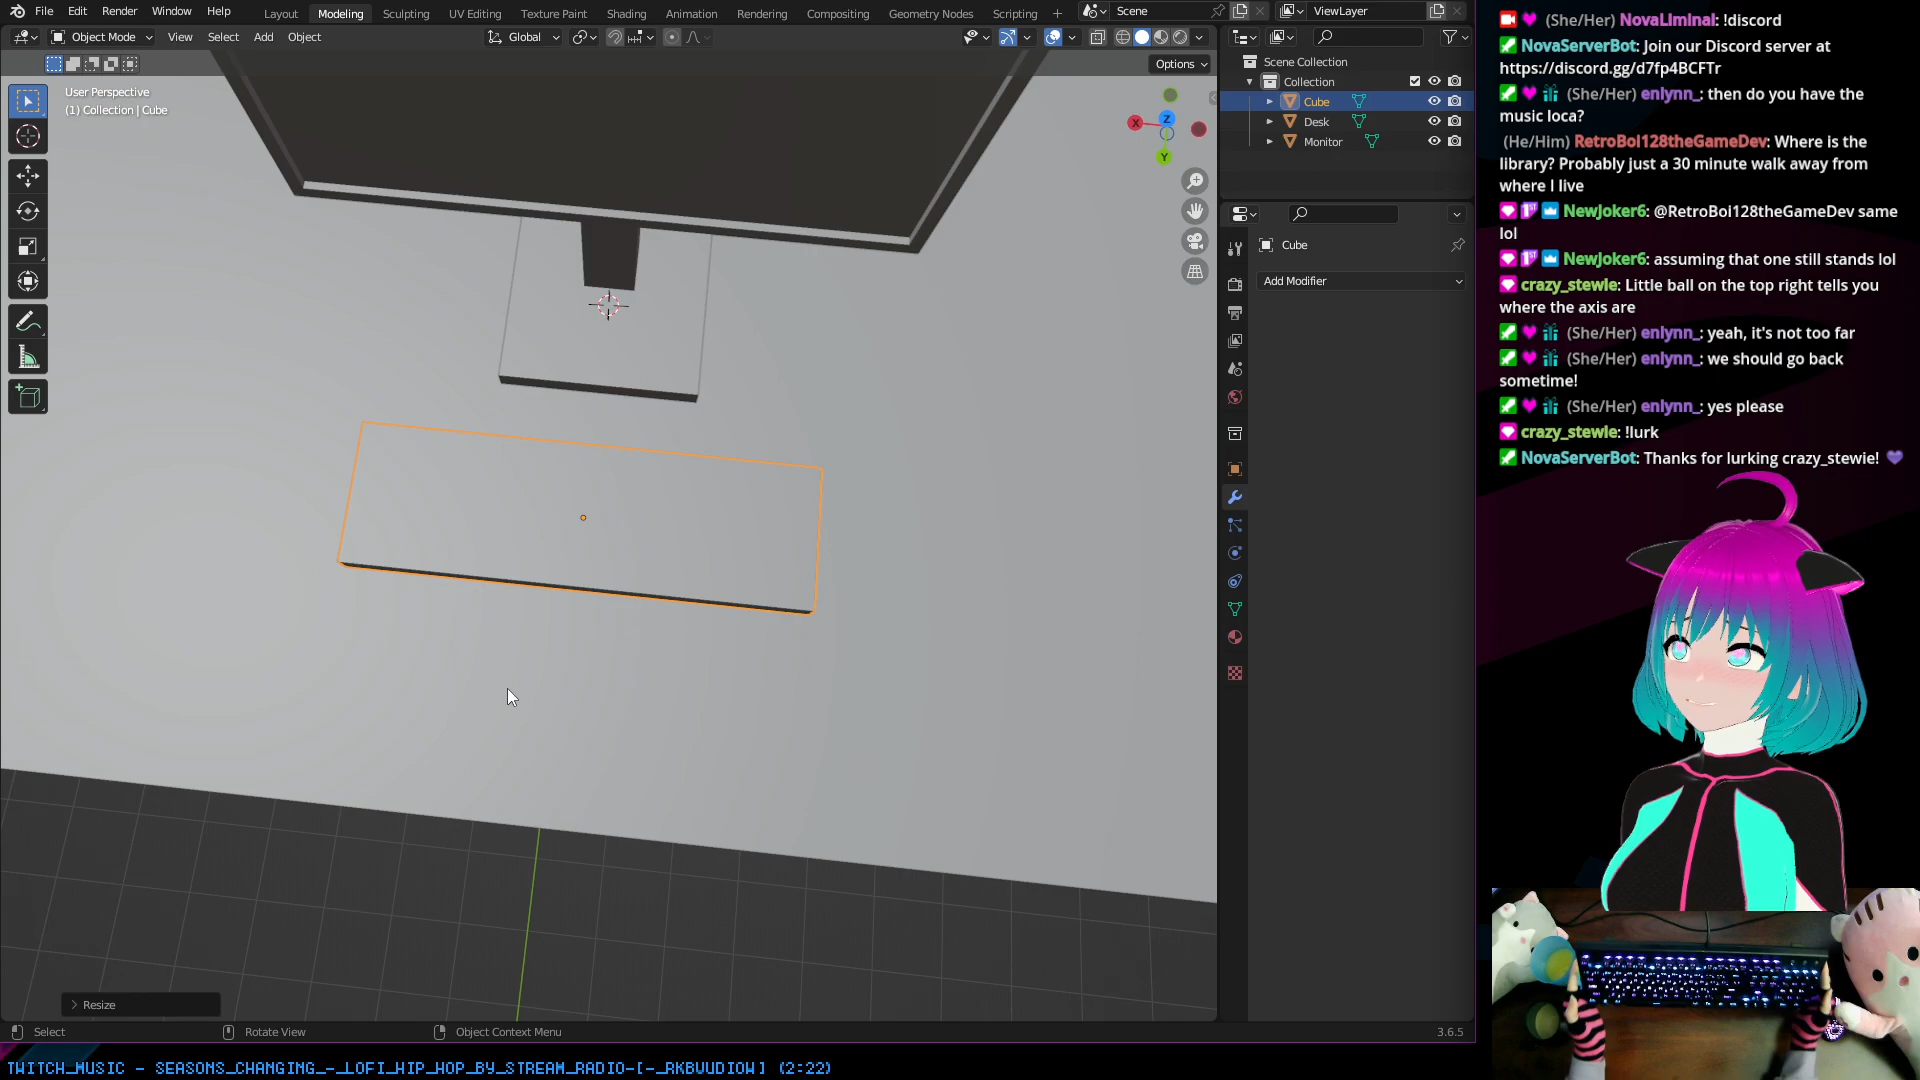 File Edit Render Window Help Layout Modeling Sculpting UV Editing Texture Paint Shading Animation Rendering Compositing Geometry Nodes Scripting Scene ViewLayer
Object Mode View Select Add Object Global
Options
User Perspective
(1) Collection | Cube
X
Z
Y
Scene Collection
Collection
Cube
Desk
Monitor
Cube
Add Modifier
Resize
Select Rotate View Object Context Menu 3.6.5
(She/Her) NovaLiminal: !discord
NovaServerBot: Join our Discord server at
https://discord.gg/d7fp4BCFTr
(She/Her) enlynn_: then do you have the
music loca?
(He/Him) RetroBoi128theGameDev: Where is the
library? Probably just a 30 minute walk away from
where I live
NewJoker6: @RetroBoi128theGameDev same
lol
NewJoker6: assuming that one still stands lol
crazy_stewie: Little ball on the top right tells you
where the axis are
(She/Her) enlynn_: yeah, it's not too far
(She/Her) enlynn_: we should go back
sometime!
(She/Her) enlynn_: yes please
crazy_stewie: !lurk
NovaServerBot: Thanks for lurking crazy_stewie!
TWITCH_MUSIC - SEASONS_CHANGING_-_LOFI_HIP_HOP_BY_STREAM_RADIO-[-_RKBWUDIOW] (2:22)